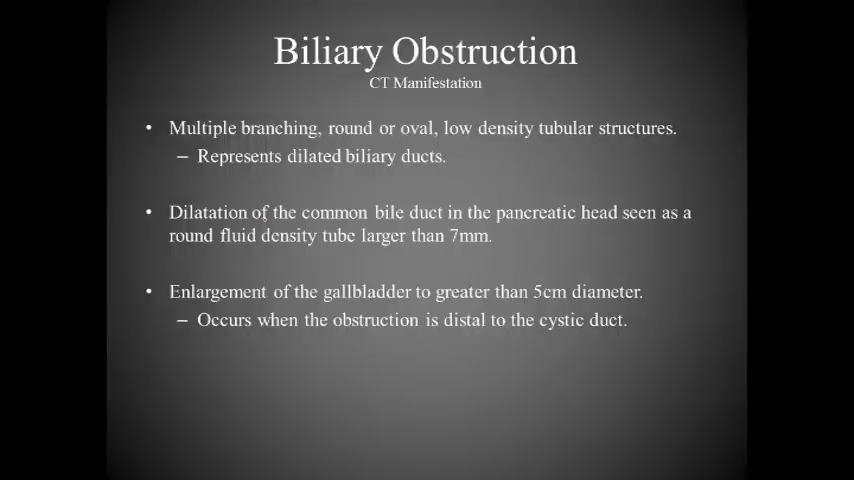 Biliary Obstruction
CT Manifestation
• Multiple branching, round or oval, low density tubular structures.
– Represents dilated biliary ducts.
• Dilatation of the common bile duct in the pancreatic head seen as a
round fluid density tube larger than 7mm.
• Enlargement of the gallbladder to greater than 5cm diameter.
– Occurs when the obstruction is distal to the cystic duct.